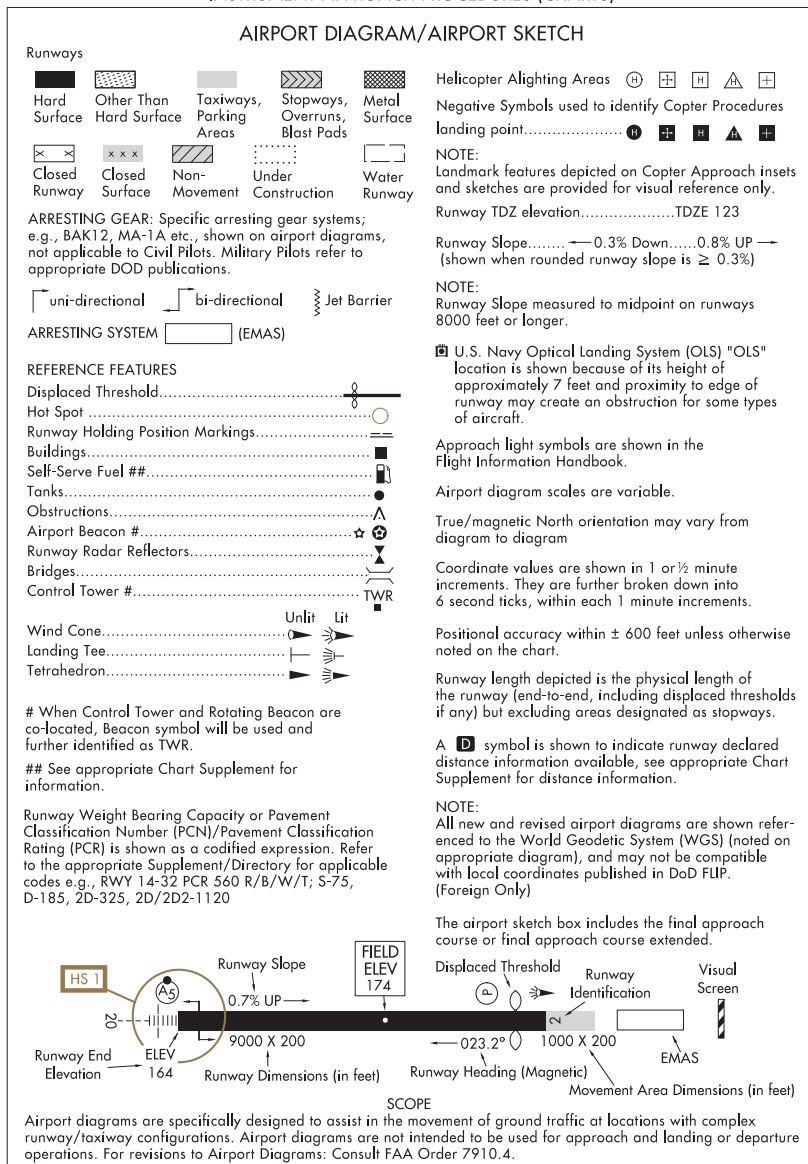 INSTRUMENT APPROACH PROCEDURES (CHARTS)
AIRPORT DIAGRAM/AIRPORT SKETCH
Runways
Hard Surface
Other Than Hard Surface
Taxiways, Parking Areas
Stopways, Overruns, Blast Pads
Metal Surface
x x
x x x
Closed Runway
Closed Surface
Non-Movement
Under Construction
Water Runway
ARRESTING GEAR: Specific arresting gear systems;
e.g., BAK12, MA-1A etc., shown on airport diagrams,
not applicable to Civil Pilots. Military Pilots refer to
appropriate DOD publications.
uni-directional
bi-directional
Jet Barrier
ARRESTING SYSTEM (EMAS)
REFERENCE FEATURES
Displaced Threshold
Hot Spot
Runway Holding Position Markings
Buildings
Self-Serve Fuel ##
Tanks
Obstructions
Airport Beacon #
Runway Radar Reflectors
Bridges
Control Tower # TWR
Unlit Lit
Wind Cone
Landing Tee
Tetrahedron
# When Control Tower and Rotating Beacon are
co-located, Beacon symbol will be used and
further identified as TWR.
## See appropriate Chart Supplement for
information.
Runway Weight Bearing Capacity or Pavement
Classification Number (PCN)/Pavement Classification
Rating (PCR) is shown as a codified expression. Refer
to the appropriate Supplement/Directory for applicable
codes e.g., RWY 14-32 PCR 560 R/B/W/T; S-75,
D-185, 2D-325, 2D/2D2-1120
Helicopter Alighting Areas H H H
Negative Symbols used to identify Copter Procedures
landing point H H H
NOTE:
Landmark features depicted on Copter Approach insets
and sketches are provided for visual reference only.
Runway TDZ elevation....................TDZE 123
Runway Slope........ ← 0.3% Down......0.8% UP →
(shown when rounded runway slope is ≥ 0.3%)
NOTE:
Runway Slope measured to midpoint on runways
8000 feet or longer.
U.S. Navy Optical Landing System (OLS) "OLS"
location is shown because of its height of
approximately 7 feet and proximity to edge of
runway may create an obstruction for some types
of aircraft.
Approach light symbols are shown in the
Flight Information Handbook.
Airport diagram scales are variable.
True/magnetic North orientation may vary from
diagram to diagram
Coordinate values are shown in 1 or ½ minute
increments. They are further broken down into
6 second ticks, within each 1 minute increments.
Positional accuracy within ± 600 feet unless otherwise
noted on the chart.
Runway length depicted is the physical length of
the runway (end-to-end, including displaced thresholds
if any) but excluding areas designated as stopways.
A D symbol is shown to indicate runway declared
distance information available, see appropriate Chart
Supplement for distance information.
NOTE:
All new and revised airport diagrams are shown refer-
enced to the World Geodetic System (WGS) (noted on
appropriate diagram), and may not be compatible
with local coordinates published in DoD FLIP.
(Foreign Only)
The airport sketch box includes the final approach
course or final approach course extended.
HS 1
A5
20
Runway Slope
0.7% UP →
FIELD
ELEV
174
Displaced Threshold
P
Runway
Identification
2
Visual
Screen
Runway End
Elevation
ELEV
164
9000 X 200
Runway Dimensions (in feet)
← 023.2°
Runway Heading (Magnetic)
1000 X 200
Movement Area Dimensions (in feet)
EMAS
SCOPE
Airport diagrams are specifically designed to assist in the movement of ground traffic at locations with complex
runway/taxiway configurations. Airport diagrams are not intended to be used for approach and landing or departure
operations. For revisions to Airport Diagrams: Consult FAA Order 7910.4.